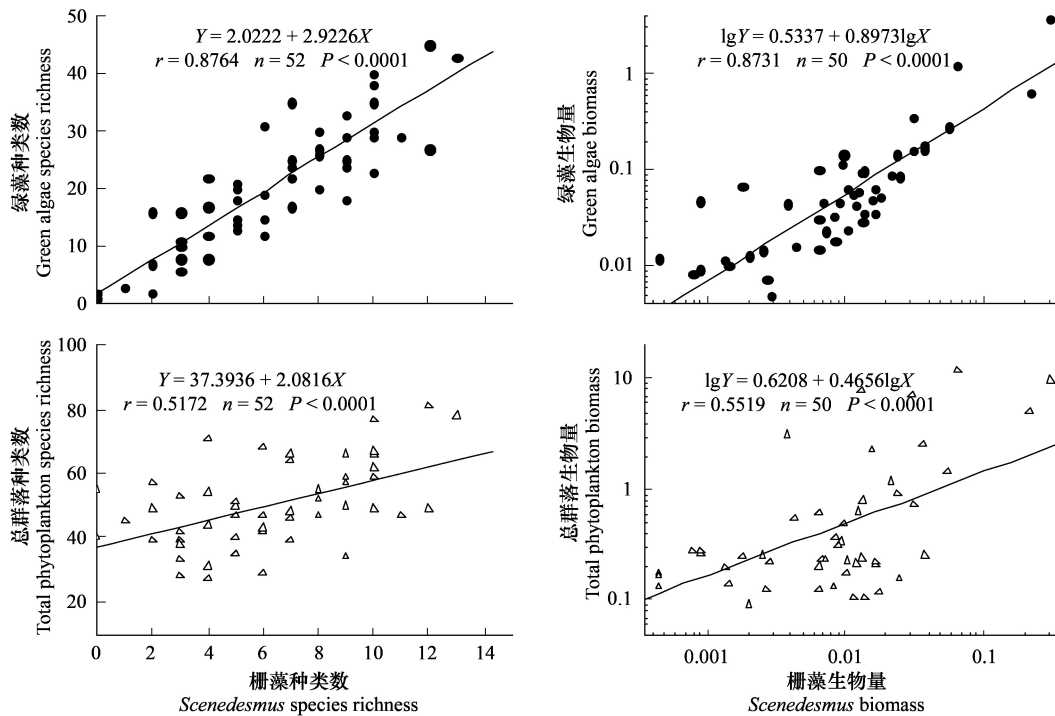 50
40
30
20
10
0
绿藻种类数
Green algae species richness
Y = 2.0222 + 2.9226X
r = 0.8764 n = 52 P < 0.0001
1
0.1
0.01
绿藻生物量
Green algae biomass
lgY = 0.5337 + 0.8973lgX
r = 0.8731 n = 50 P < 0.0001
100
80
60
40
20
总群落种类数
Total phytoplankton species richness
Y = 37.3936 + 2.0816X
r = 0.5172 n = 52 P < 0.0001
0 2 4 6 8 10 12 14
栅藻种类数
Scenedesmus species richness
10
1
0.1
总群落生物量
Total phytoplankton biomass
lgY = 0.6208 + 0.4656lgX
r = 0.5519 n = 50 P < 0.0001
0.001 0.01 0.1
栅藻生物量
Scenedesmus biomass